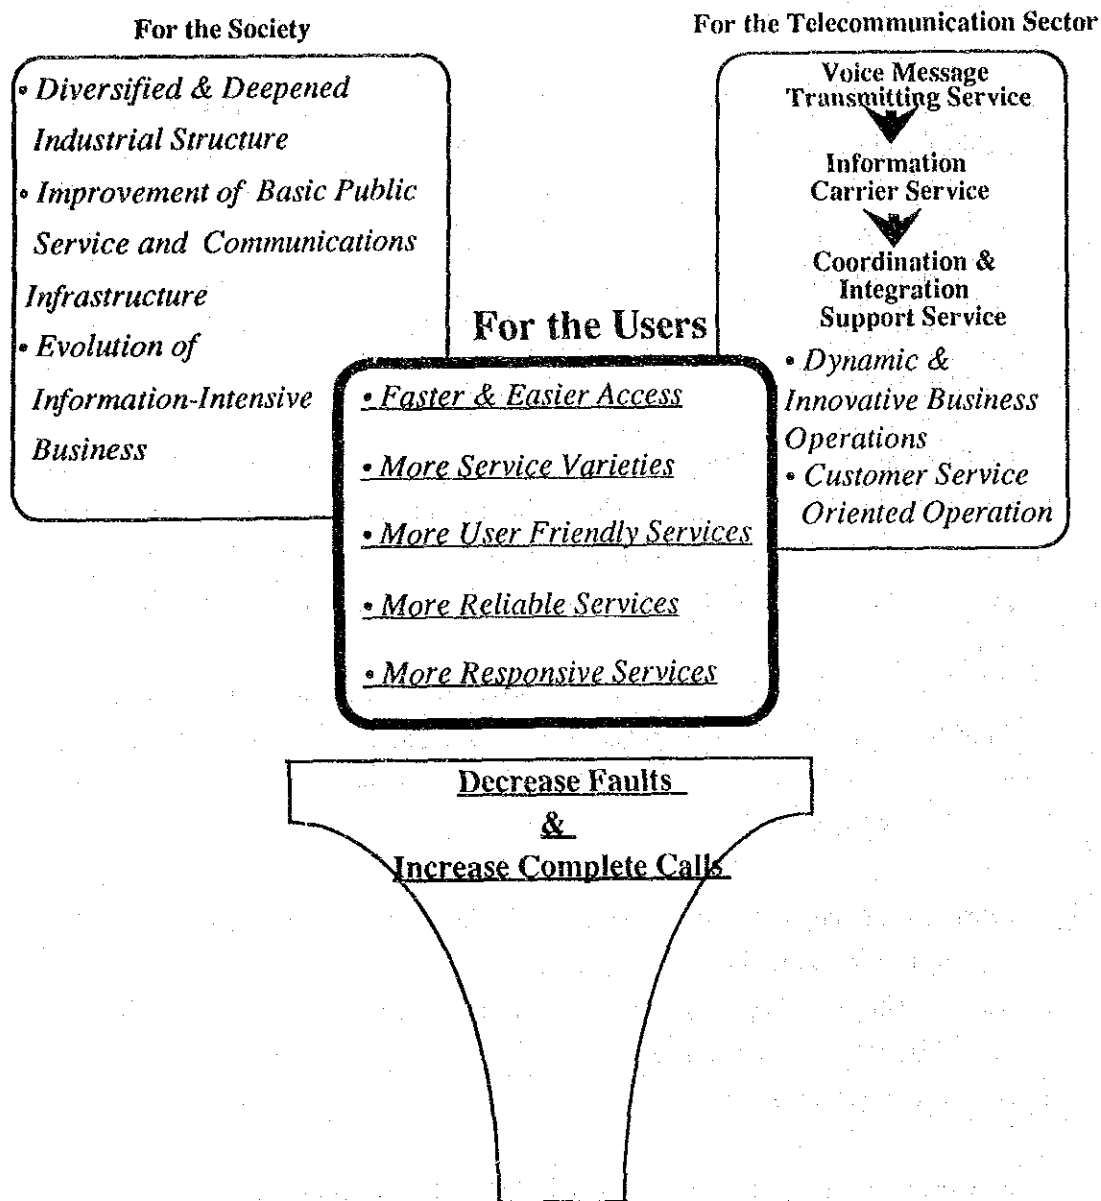 For the Society
• Diversified & Deepened
Industrial Structure
• Improvement of Basic Public
Service and Communications
Infrastructure
• Evolution of
Information-Intensive
Business
For the Telecommunication Sector
Voice Message
Transmitting Service
Information
Carrier Service
Coordination &
Integration
Support Service
• Dynamic &
Innovative Business
Operations
• Customer Service
Oriented Operation
For the Users
• Faster & Easier Access
• More Service Varieties
• More User Friendly Services
• More Reliable Services
• More Responsive Services
Decrease Faults
&
Increase Complete Calls